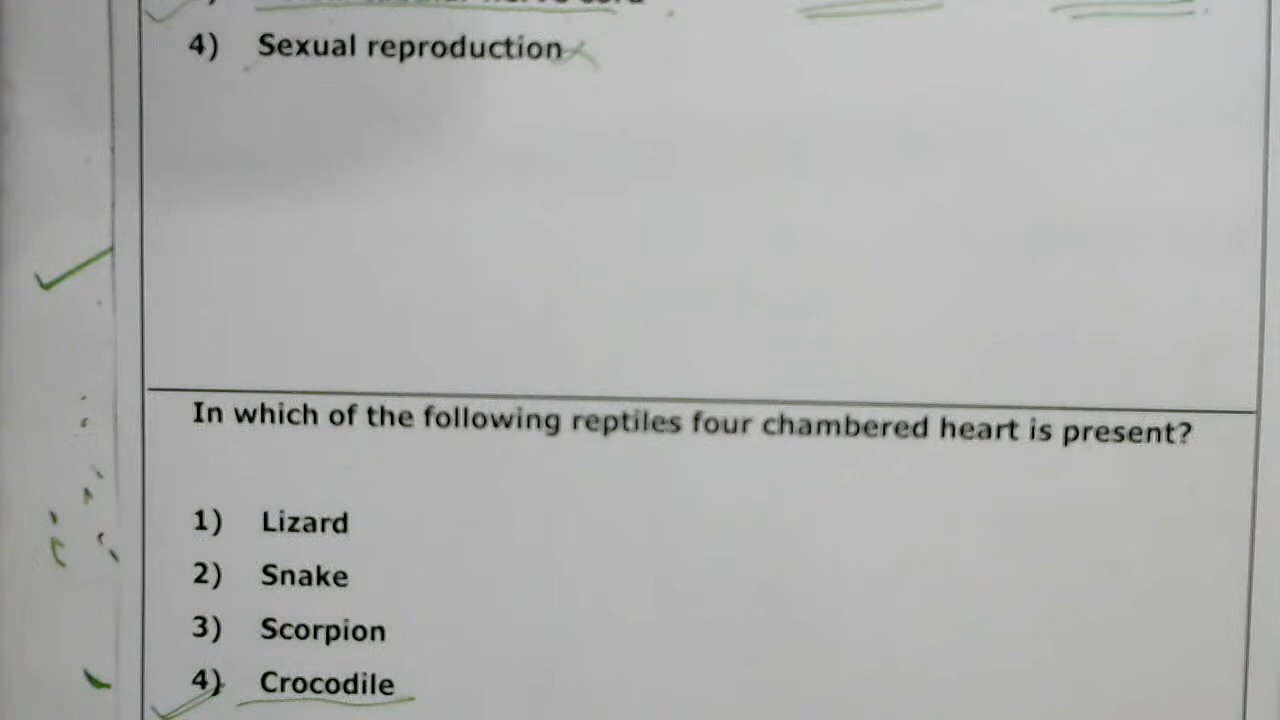 4) Sexual reproduction
In which of the following reptiles four chambered heart is present?
1) Lizard
2) Snake
3) Scorpion
4) Crocodile